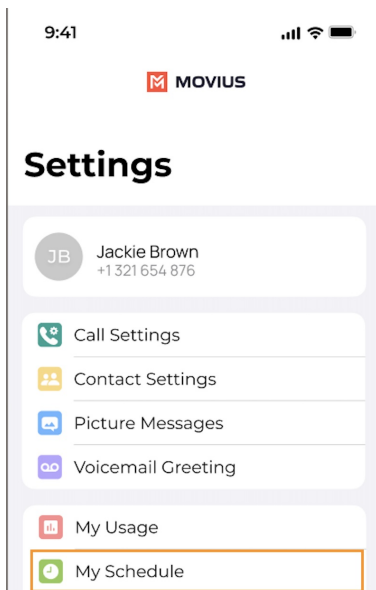 9:41
MOVIUS
Settings
JB
Jackie Brown
+1 321 654 876
Call Settings
Contact Settings
Picture Messages
Voicemail Greeting
My Usage
My Schedule